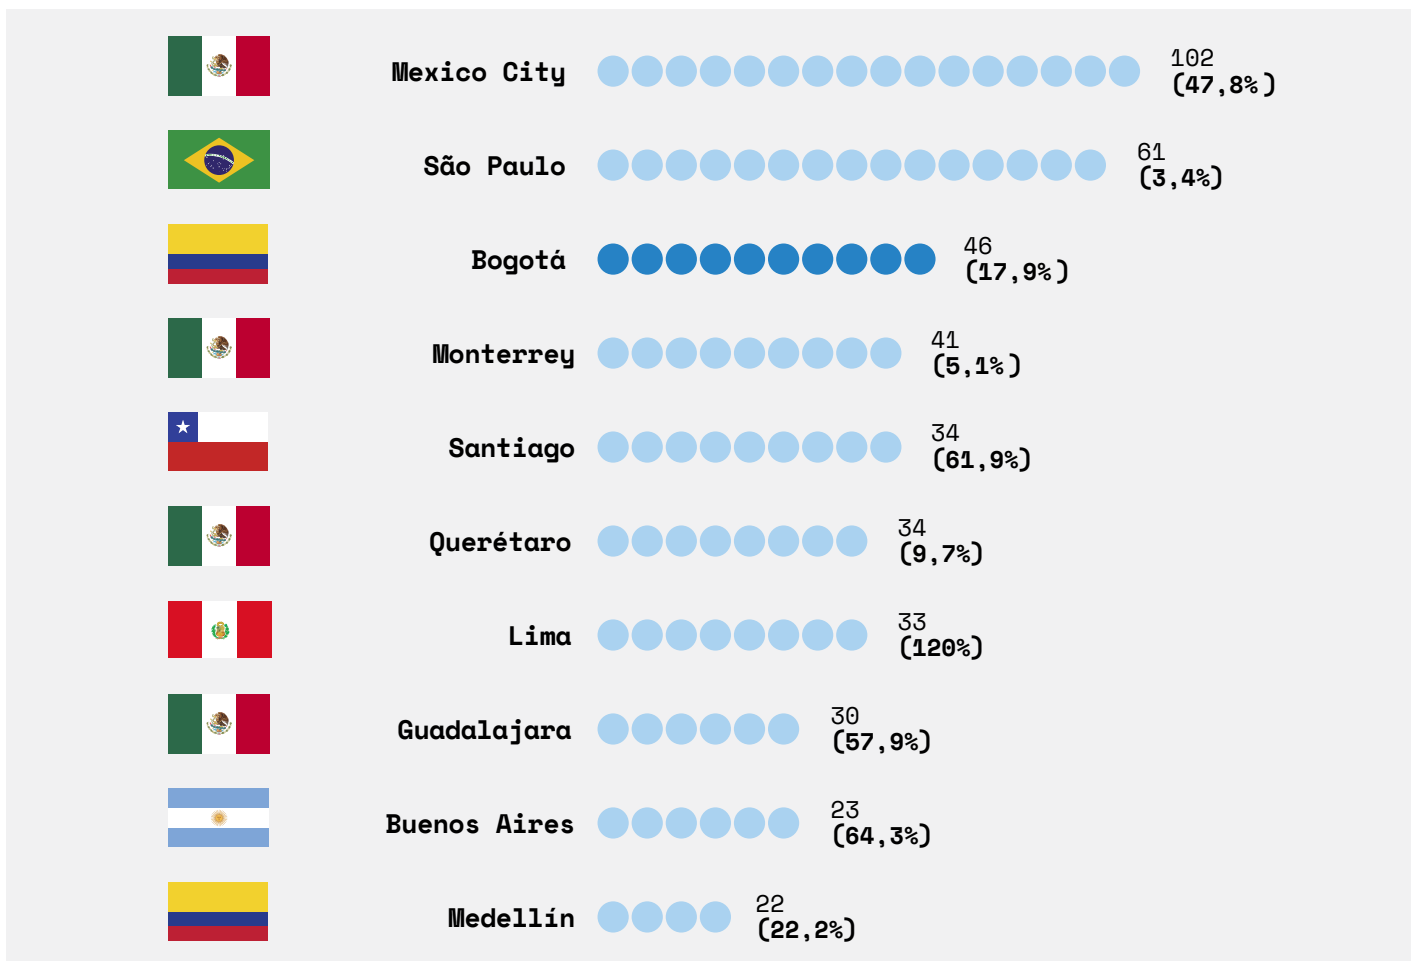 Mexico City
102
(47,8%)
São Paulo
61
(3,4%)
Bogotá
46
(17,9%)
Monterrey
41
(5,1%)
Santiago
34
(61,9%)
Querétaro
34
(9,7%)
Lima
33
(120%)
Guadalajara
30
(57,9%)
Buenos Aires
23
(64,3%)
Medellín
22
(22,2%)